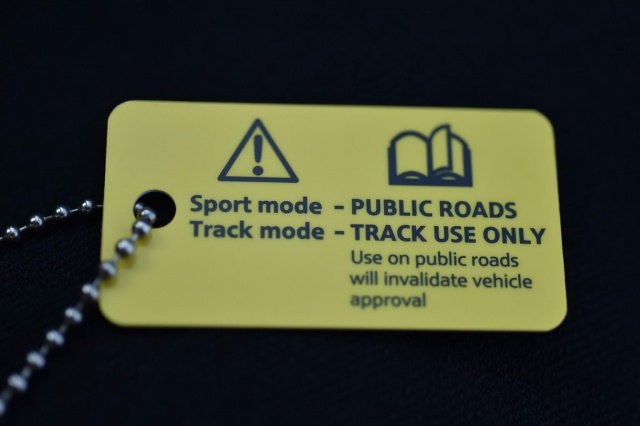 Sport mode - PUBLIC ROADS
Track mode - TRACK USE ONLY
Use on public roads
will invalidate vehicle
approval